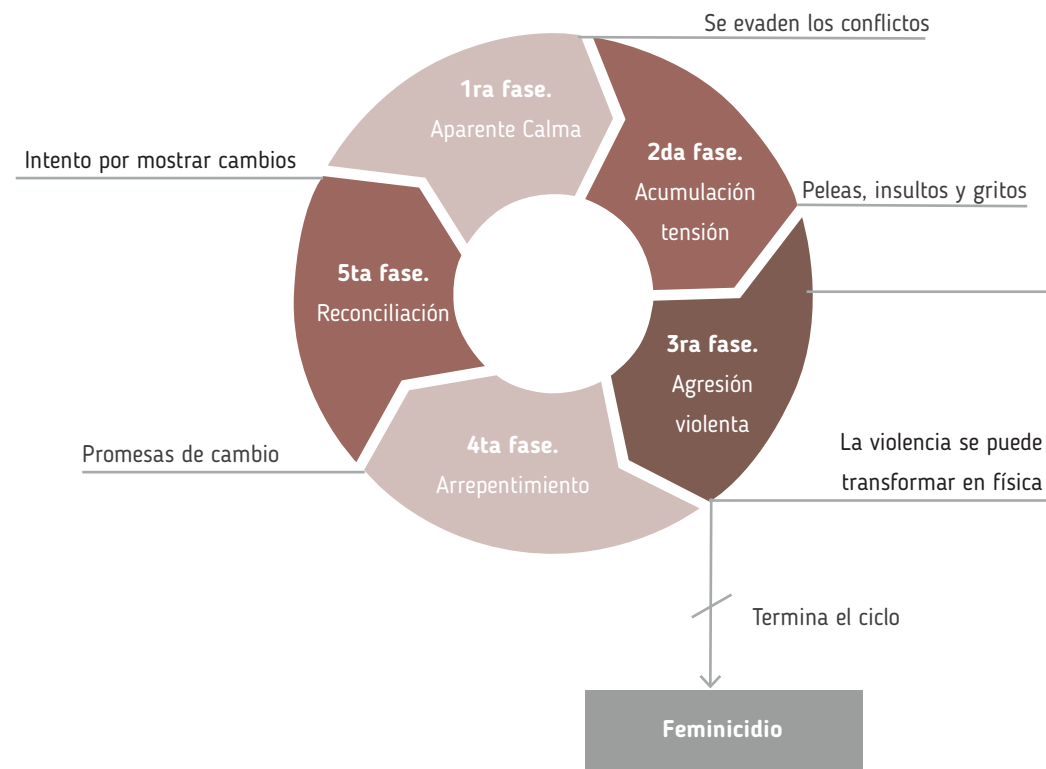 Se evaden los conflictos
1ra fase.
Aparente Calma
2da fase.
Acumulación
tensión
Peleas, insultos y gritos
3ra fase.
Agresión
violenta
La violencia se puede
transformar en física
4ta fase.
Arrepentimiento
Promesas de cambio
5ta fase.
Reconciliación
Intento por mostrar cambios
Termina el ciclo
Feminicidio